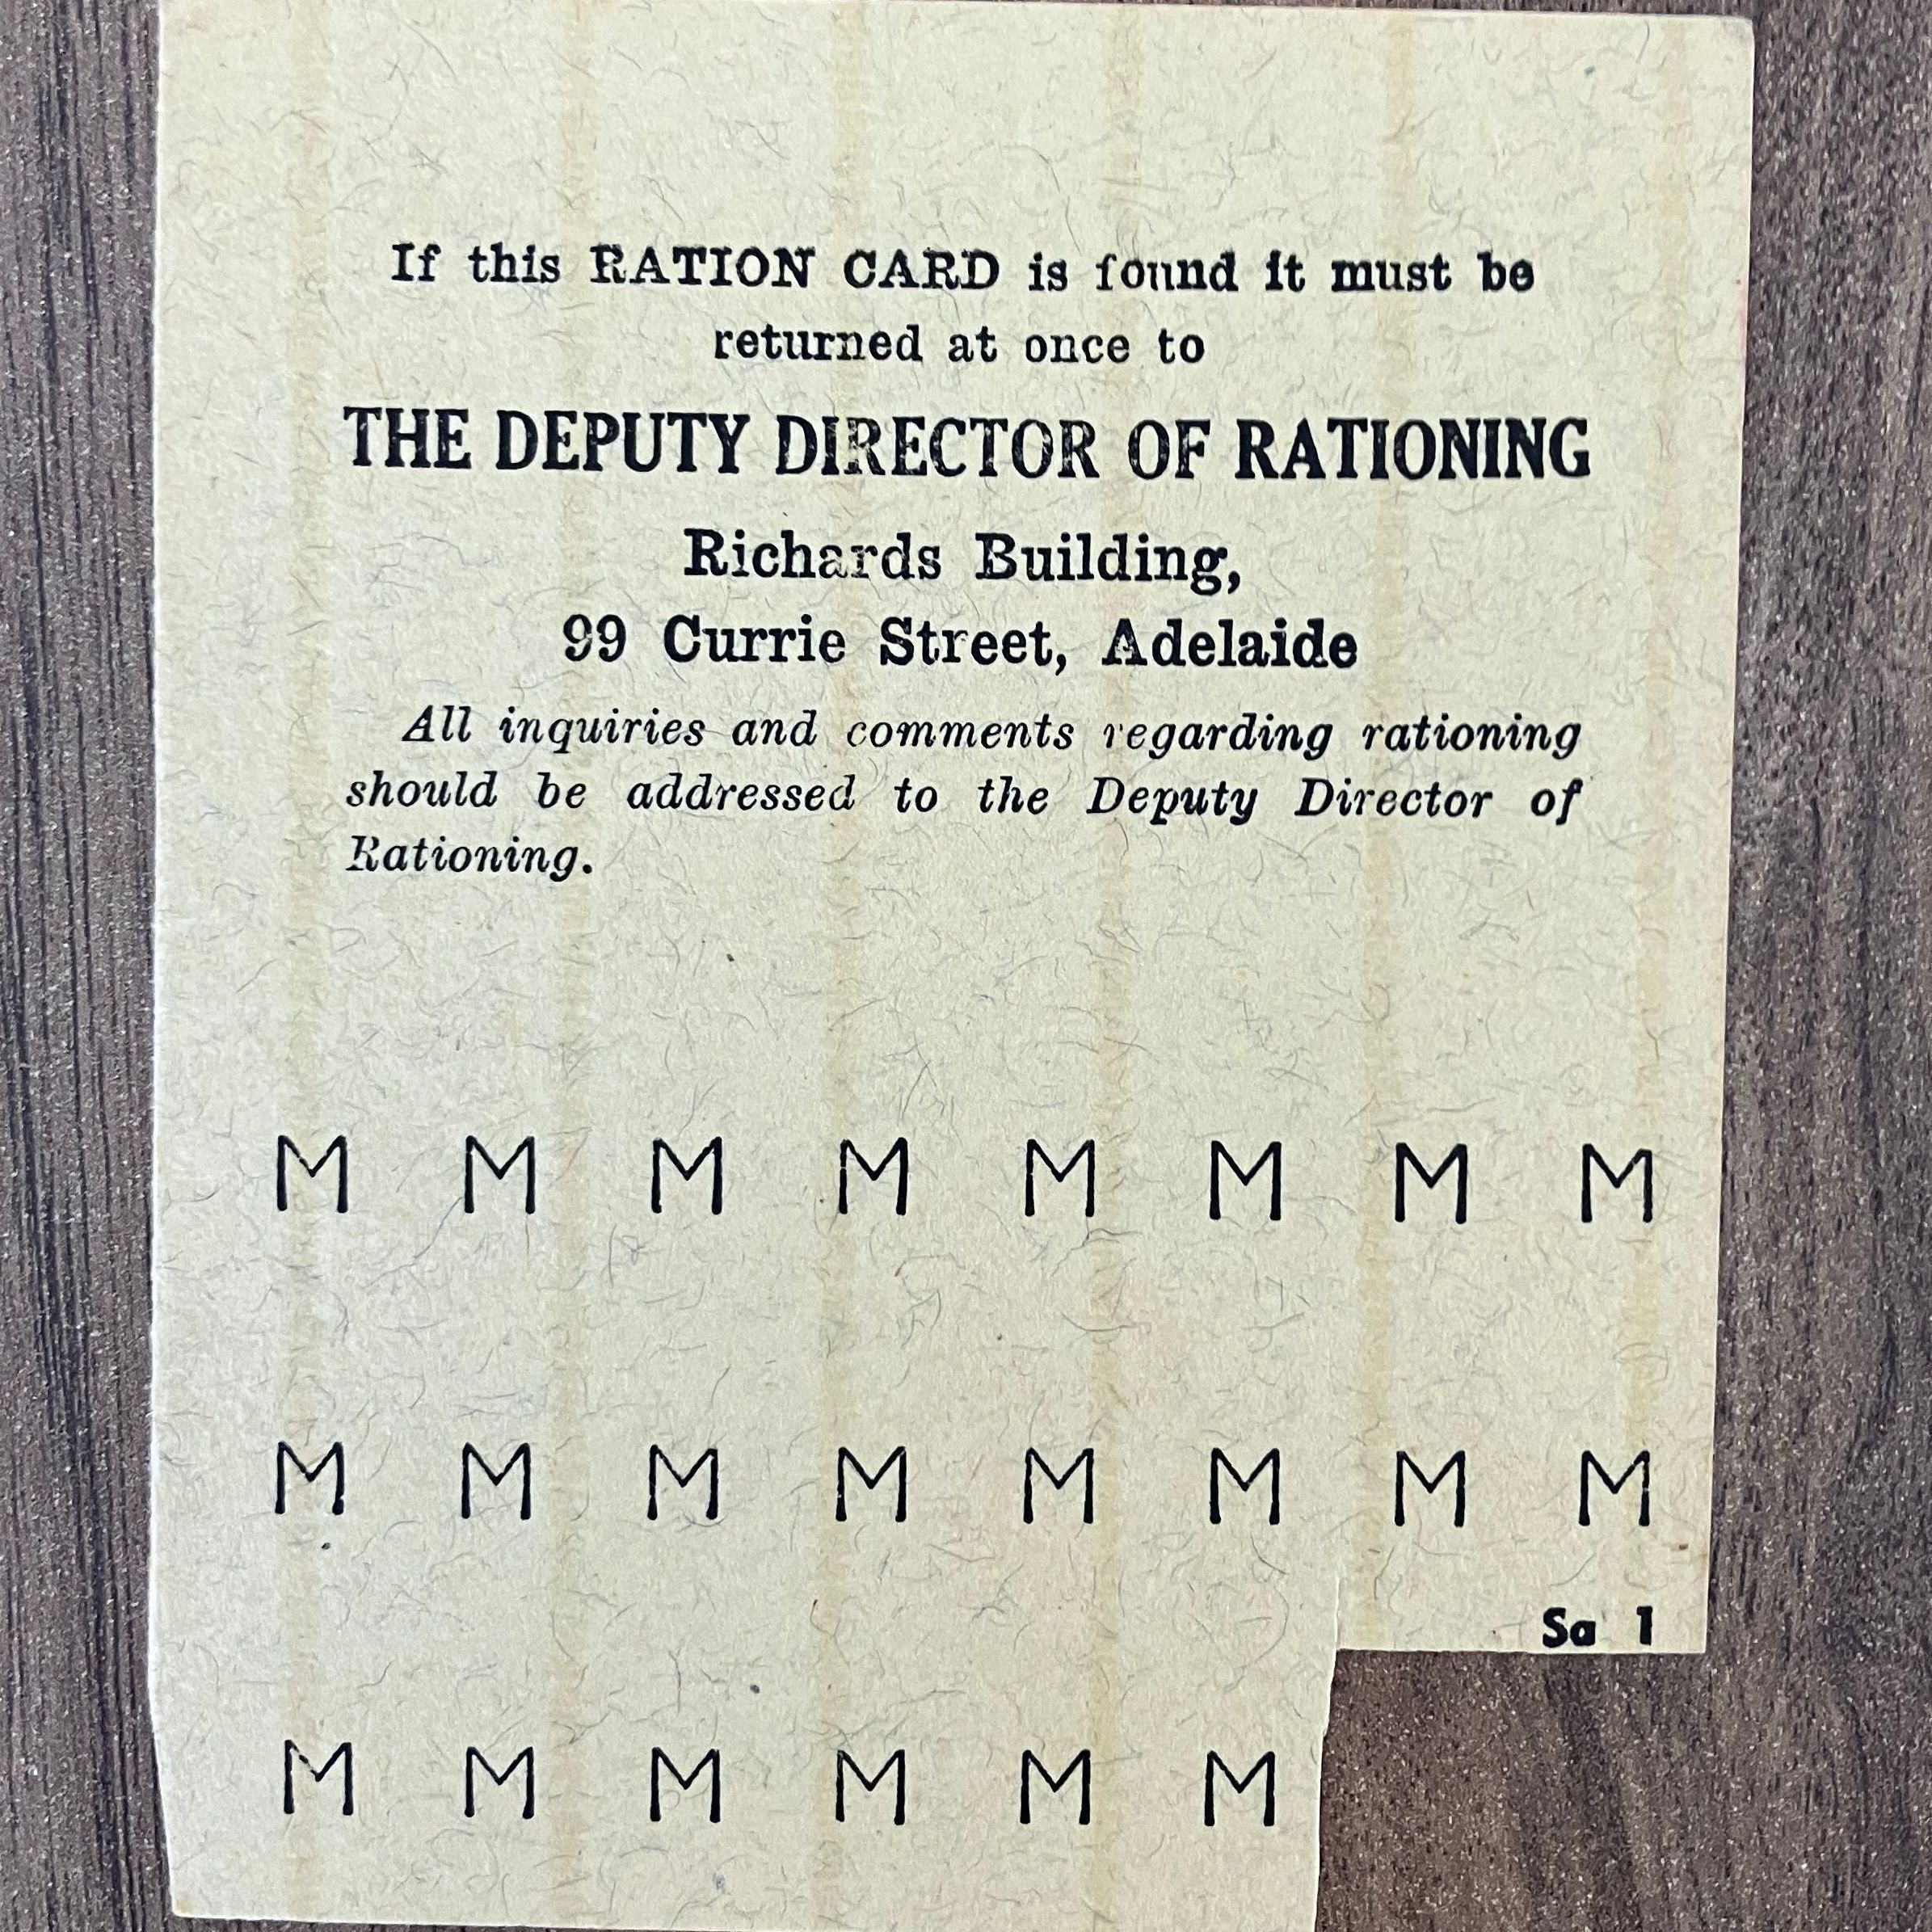 If this RATION CARD is found it must be
returned at once to
THE DEPUTY DIRECTOR OF RATIONING
Richards Building,
99 Currie Street, Adelaide
All inquiries and comments regarding rationing
should be addressed to the Deputy Director of
Rationing.
M M M M M M M M
M M M M M M M M
Sa 1
M M M M M M